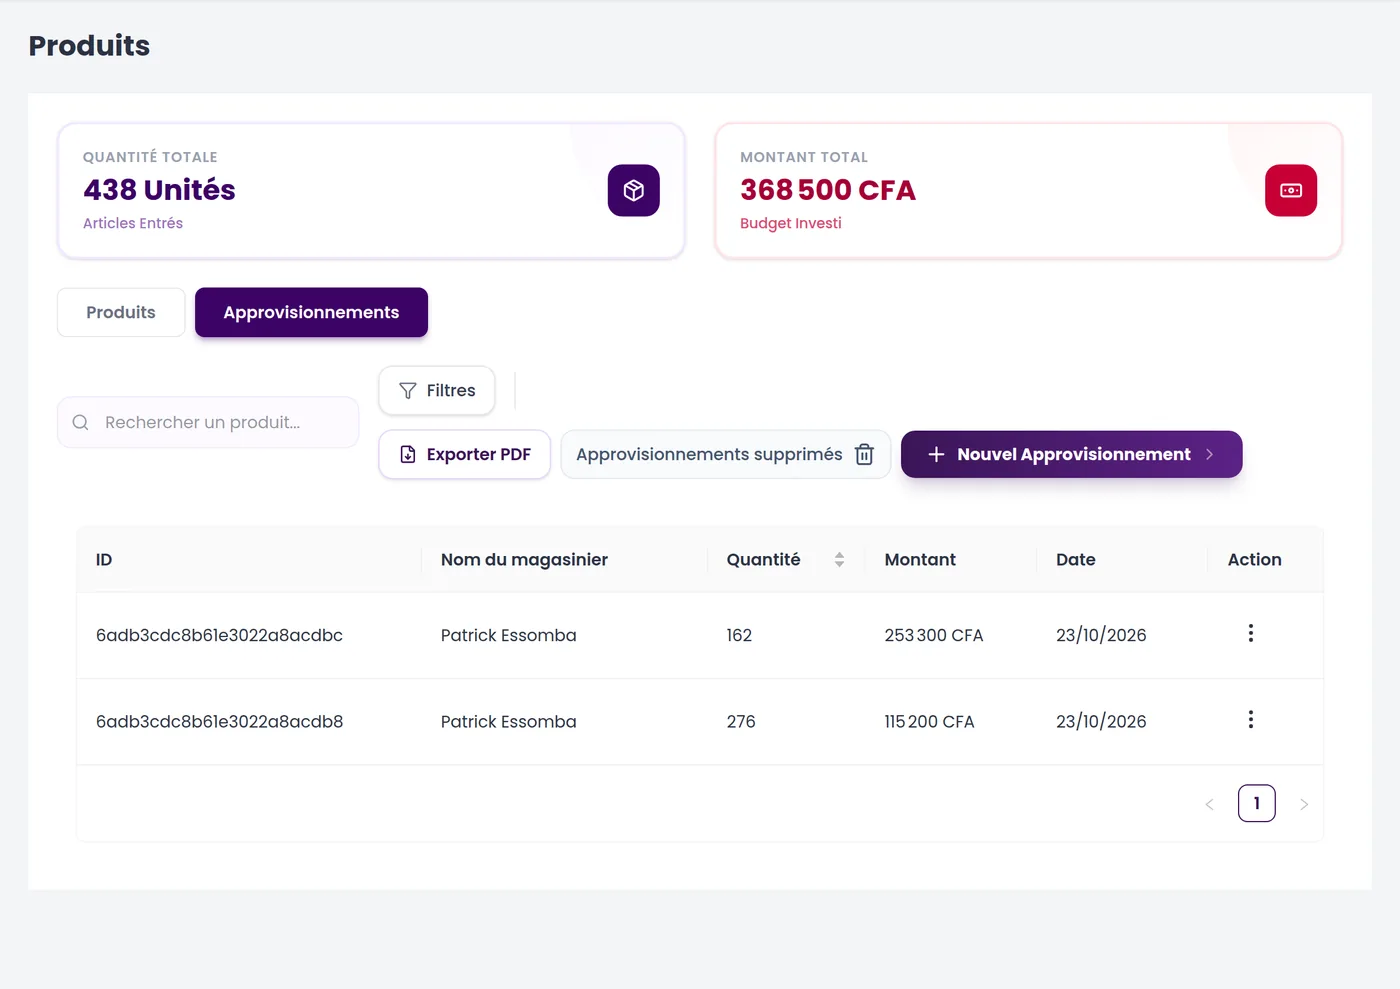 Produits
QUANTITÉ TOTALE
438 Unités
Articles Entrés
MONTANT TOTAL
368 500 CFA
Budget Investi
Produits
Approvisionnements
Rechercher un produit...
Filtres
Exporter PDF
Approvisionnements supprimés
Nouvel Approvisionnement
ID Nom du magasinier Quantité Montant Date Action
6adb3cdc8b61e3022a8acdbc Patrick Essomba 162 253 300 CFA 23/10/2026
6adb3cdc8b61e3022a8acdb8 Patrick Essomba 276 115 200 CFA 23/10/2026
1